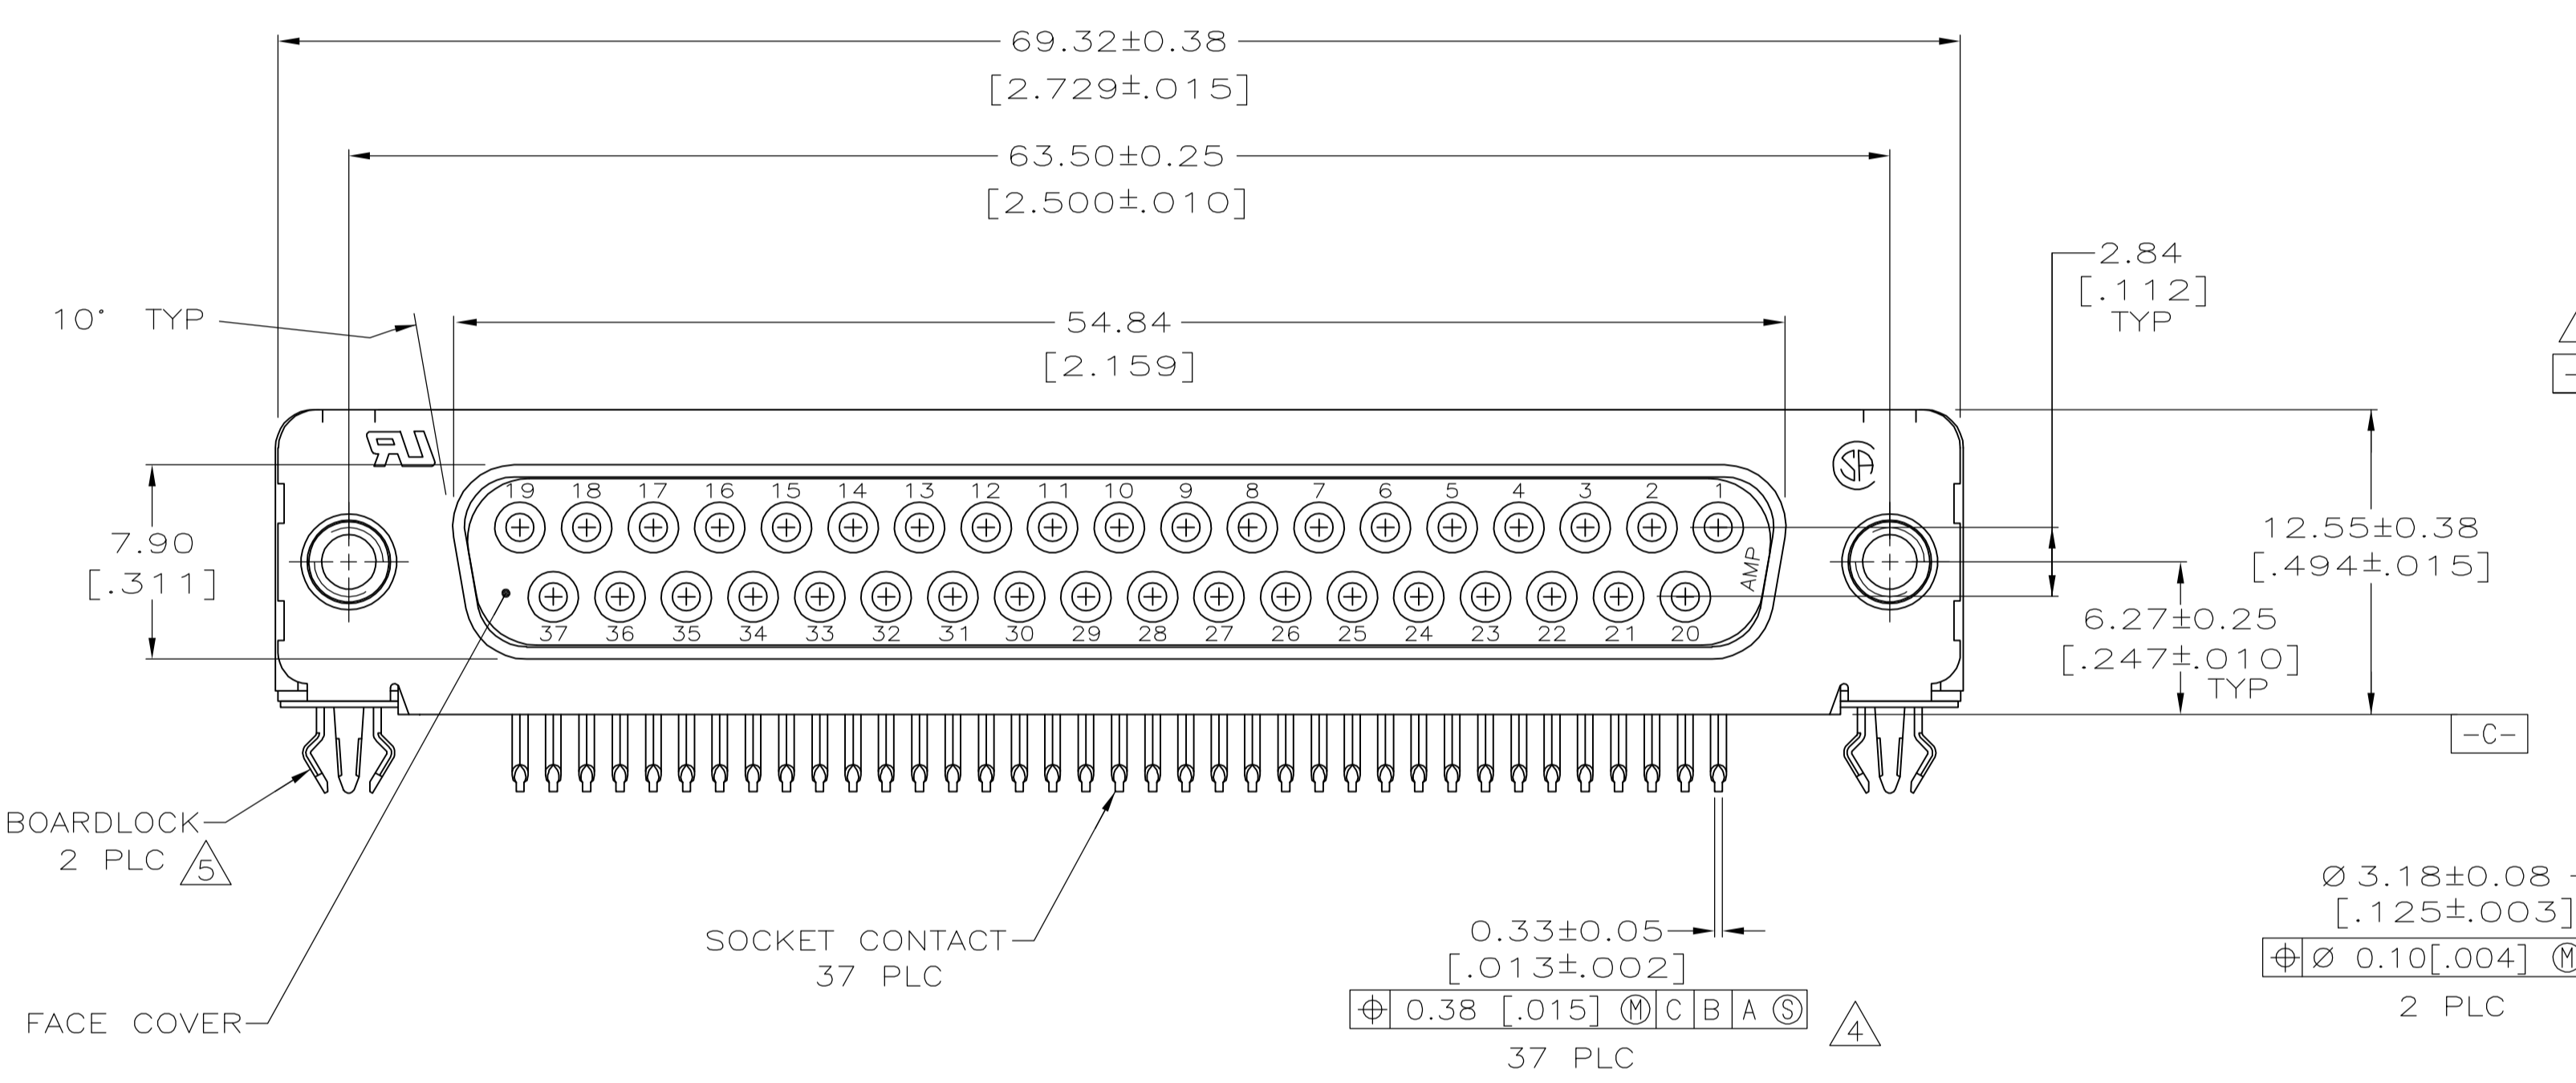 69.32±0.38
[2.729±.015]
63.50±0.25
[2.500±.010]
2.84
[.112]
TYP
10° TYP
54.84
[2.159]
19 18 17 16 15 14 13 12 11 10 9 8 7 6 5 4 3 2 1
7.90
[.311]
12.55±0.38
[.494±.015]
AMP
37 36 35 34 33 32 31 30 29 28 27 26 25 24 23 22 21 20
6.27±0.25
[.247±.010]
TYP
-C-
BOARDLOCK
2 PLC 5
SOCKET CONTACT
37 PLC
FACE COVER
0.33±0.05
[.013±.002]
⌖ 0.38 [.015] Ⓜ C B A Ⓢ 4
37 PLC
Ø 3.18±0.08
[.125±.003]
⌖ Ø 0.10[.004] Ⓜ
2 PLC